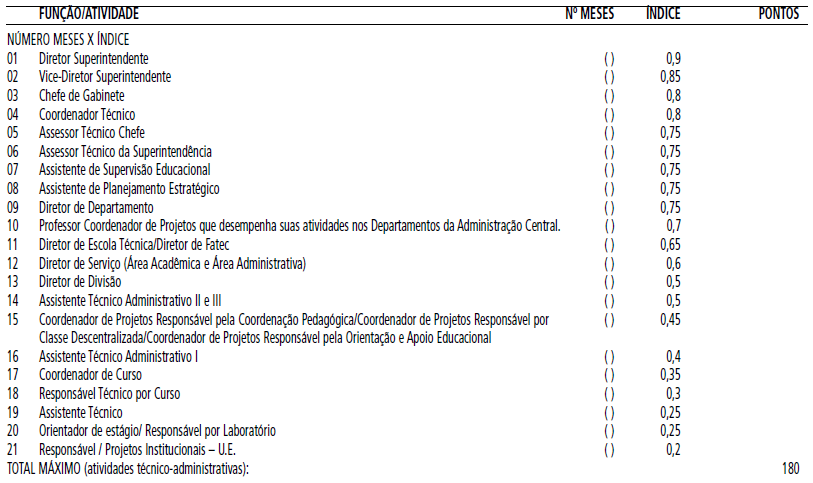 FUNÇÃO/ATIVIDADE Nº MESES ÍNDICE PONTOS
NÚMERO MESES X ÍNDICE
01 Diretor Superintendente ( ) 0,9
02 Vice-Diretor Superintendente ( ) 0,85
03 Chefe de Gabinete ( ) 0,8
04 Coordenador Técnico ( ) 0,8
05 Assessor Técnico Chefe ( ) 0,75
06 Assessor Técnico da Superintendência ( ) 0,75
07 Assistente de Supervisão Educacional ( ) 0,75
08 Assistente de Planejamento Estratégico ( ) 0,75
09 Diretor de Departamento ( ) 0,75
10 Professor Coordenador de Projetos que desempenha suas atividades nos Departamentos da Administração Central. ( ) 0,7
11 Diretor de Escola Técnica/Diretor de Fatec ( ) 0,65
12 Diretor de Serviço (Área Acadêmica e Área Administrativa) ( ) 0,6
13 Diretor de Divisão ( ) 0,5
14 Assistente Técnico Administrativo II e III ( ) 0,5
15 Coordenador de Projetos Responsável pela Coordenação Pedagógica/Coordenador de Projetos Responsável por ( ) 0,45
Classe Descentralizada/Coordenador de Projetos Responsável pela Orientação e Apoio Educacional
16 Assistente Técnico Administrativo I ( ) 0,4
17 Coordenador de Curso ( ) 0,35
18 Responsável Técnico por Curso ( ) 0,3
19 Assistente Técnico ( ) 0,25
20 Orientador de estágio/ Responsável por Laboratório ( ) 0,25
21 Responsável / Projetos Institucionais – U.E. ( ) 0,2
TOTAL MÁXIMO (atividades técnico-administrativas): 180